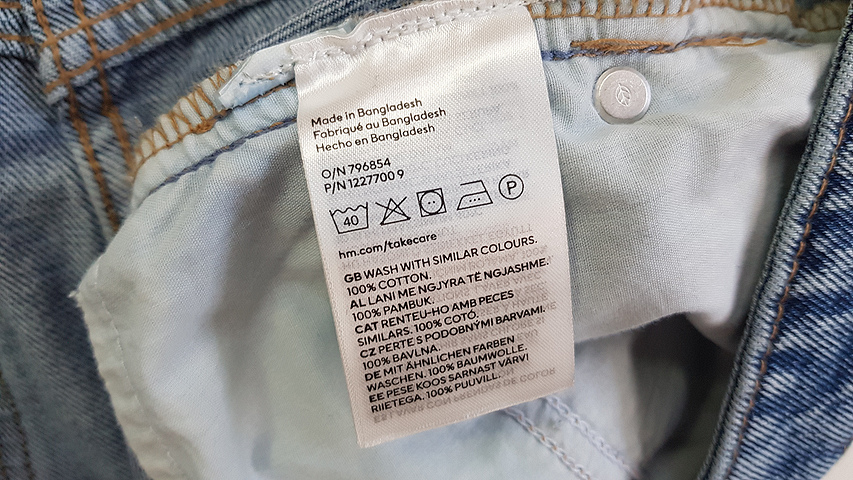 Made in Bangladesh
Fabriqué au Bangladesh
Hecho en Bangladesh
O/N 796854
P/N 1227700 9
40
P
hm.com/takecare
GB WASH WITH SIMILAR COLOURS.
100% COTTON.
AL LANI ME NGJYRA TË NGJASHME.
100% PAMBUK.
CAT RENTEU-HO AMB PECES
SIMILARS. 100% COTÓ.
CZ PERTE S PODOBNÝMI BARVAMI.
100% BAVLNA.
DE MIT ÄHNLICHEN FARBEN
WASCHEN. 100% BAUMWOLLE.
EE PESE KOOS SARNAST VÄRVI
RIIETEGA. 100% PUUVILL.